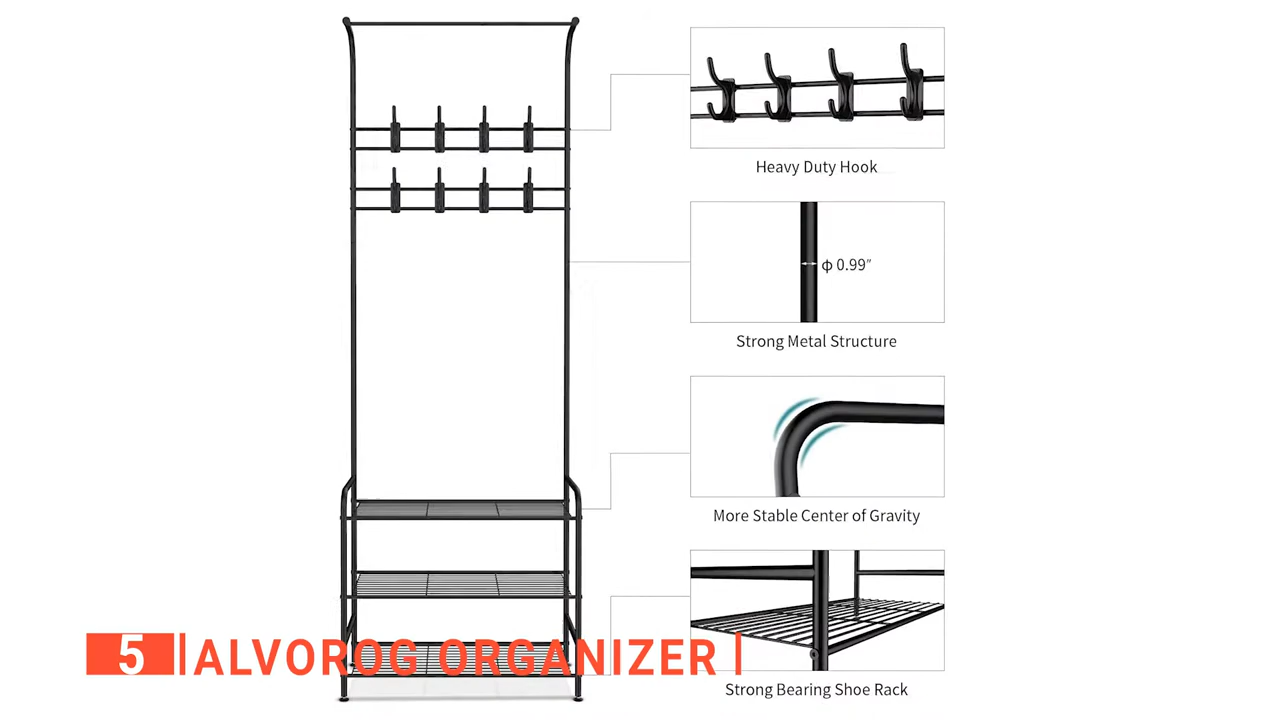 Heavy Duty Hook
ф 0.99″
Strong Metal Structure
More Stable Center of Gravity
5 ALVOROG ORGANIZER
Strong Bearing Shoe Rack